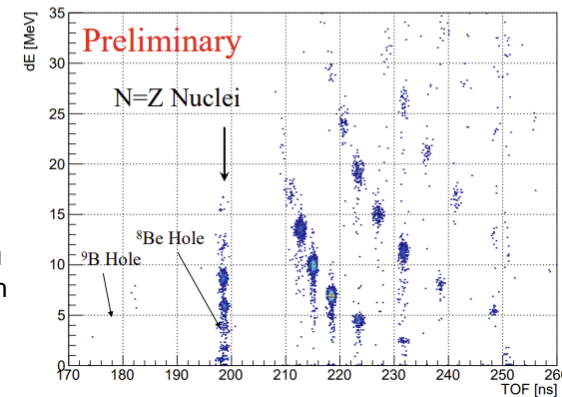 dE [MeV]
35
30
25
20
15
10
5
0
Preliminary
N=Z Nuclei
⁸Be Hole
⁹B Hole
n
170 180 190 200 210 220 230 240 250
TOF [ns]